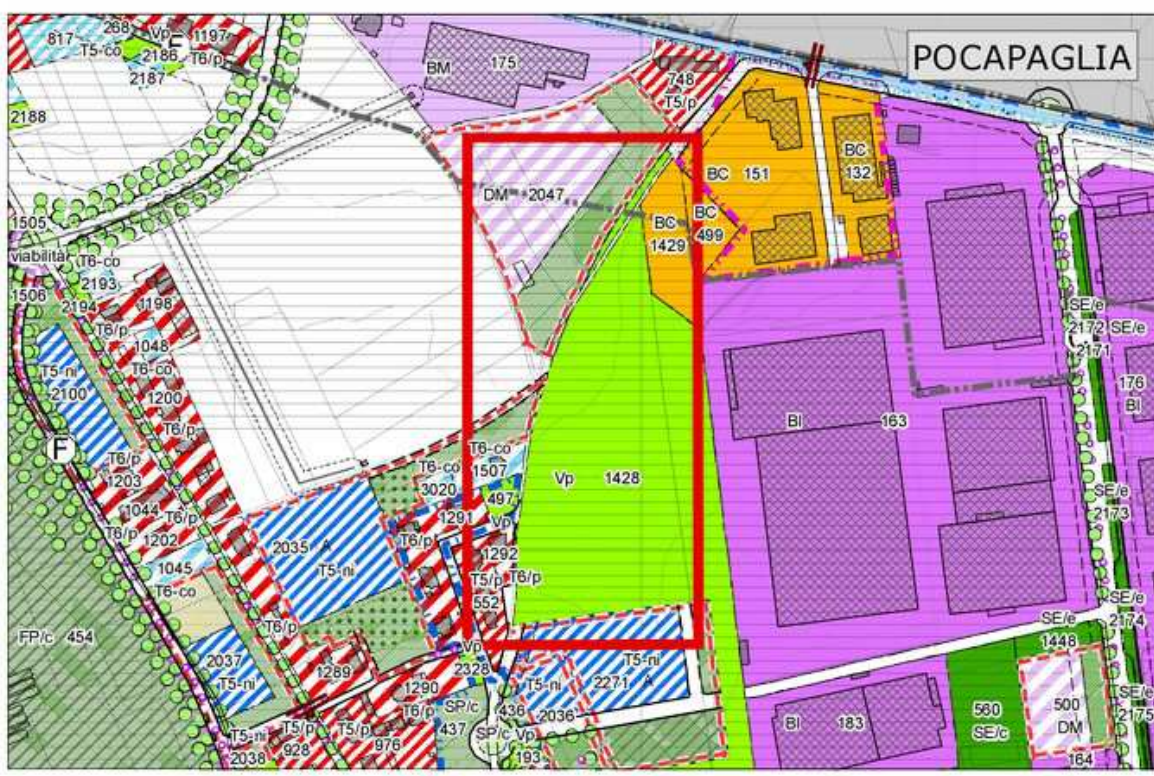 268
Vp
1197
817
T5-co
2186
F
T6/p
2187
2188
BM
175
748
T5/p
POCAPAGLIA
DM 2047
BC 151
BC
132
BC
1429
BC
499
1505
viabilità
T6-co
2193
1506
2194
1198
T6/p
1048
T6-co
1200
T6/p
T5-ni
2100
F
T6/p
1203
1044
T6/p
T6/p
1202
1045
T6-co
SE/e
2172
SE/e
2171
176
BI
BI 163
T6-co
1507
T6-co
3020
497
Vp
Vp 1428
1291
T6/p
1292
T5/p
T6/p
552
2035 A
T5-ni
SE/e
2173
FP/c 454
T6/p
2037
T5-ni
1289
Vp
2328
T5-ni
2271 A
SE/e
2174
SE/e
1448
1290
T6/p
SP/c
437
436
T5-ni
2036
SP/c
Vp
193
T5/p
928
T5/p
976
T5-ni
2038
BI 183
560
SE/c
500
DM
SE/e
2175
164